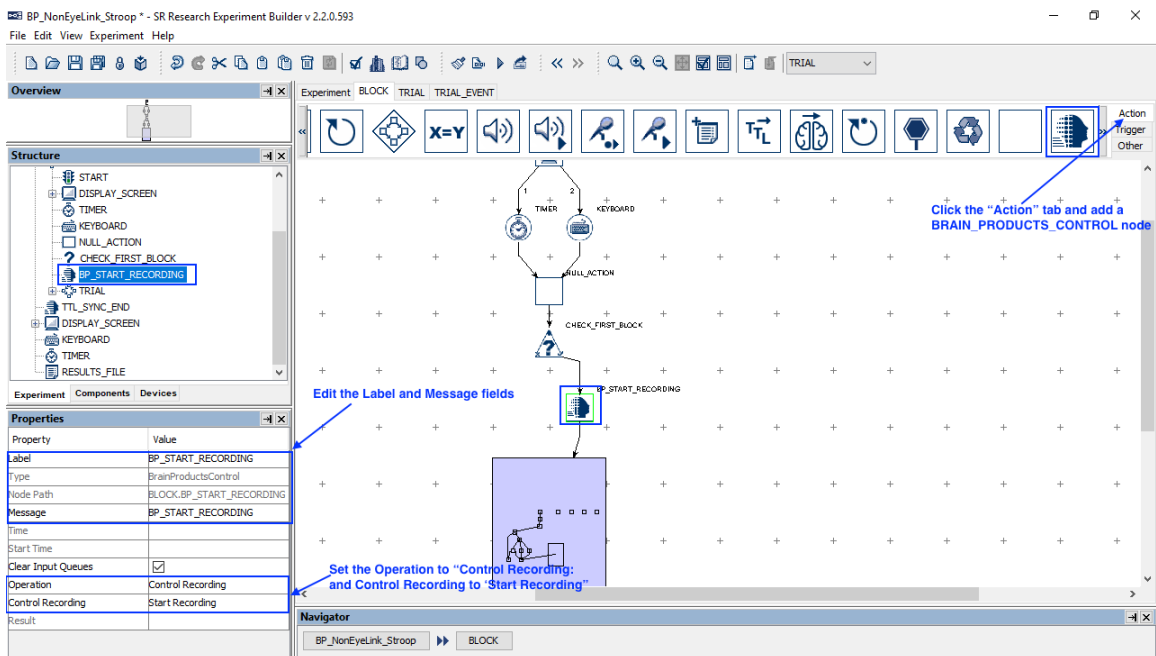 BP_NonEyeLink_Stroop * - SR Research Experiment Builder v 2.2.0.593
File Edit View Experiment Help
TRIAL
Overview
Experiment BLOCK TRIAL TRIAL_EVENT
X=Y
TTL
Action
Trigger
Other
Structure
START
DISPLAY_SCREEN
TIMER
KEYBOARD
NULL_ACTION
CHECK_FIRST_BLOCK
BP_START_RECORDING
TRIAL
TTL_SYNC_END
DISPLAY_SCREEN
KEYBOARD
TIMER
RESULTS_FILE
Experiment Components Devices
1 2
TIMER KEYBOARD
NULL_ACTION
CHECK_FIRST_BLOCK
BP_START_RECORDING
Click the “Action” tab and add a
BRAIN_PRODUCTS_CONTROL node
Edit the Label and Message fields
Properties
Property Value
Label BP_START_RECORDING
Type BrainProductsControl
Node Path BLOCK.BP_START_RECORDING
Message BP_START_RECORDING
Time
Start Time
Clear Input Queues
Operation Control Recording
Control Recording Start Recording
Result
Set the Operation to “Control Recording:
and Control Recording to ‘Start Recording”
Navigator
BP_NonEyeLink_Stroop BLOCK